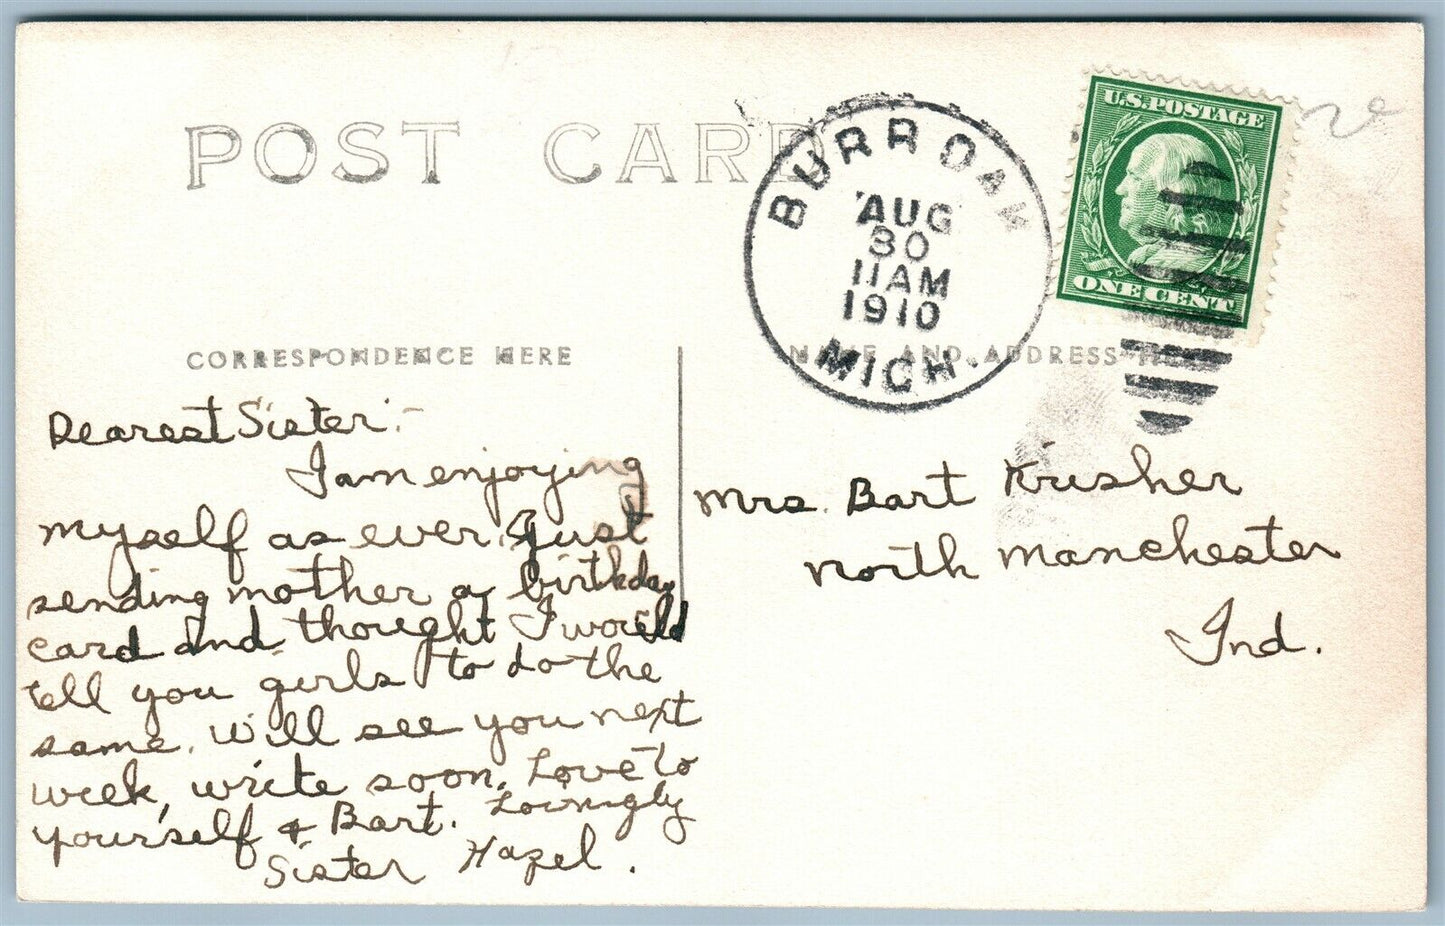 POST CARD
BURR OAK
AUG
30
11AM
1910
MICH.
U.S. POSTAGE
ONE CENT
CORRESPONDENCE HERE
NAME AND ADDRESS HERE
Dearest Sister:-
I am enjoying
myself as ever. Just
sending mother a birthday
card and thought I would
tell you girls to do the
same. Will see you next
week, write soon. Love to
yourself & Bart. Lovingly
Sister Hazel.
Mrs. Bart Krisher
North Manchester
Ind.